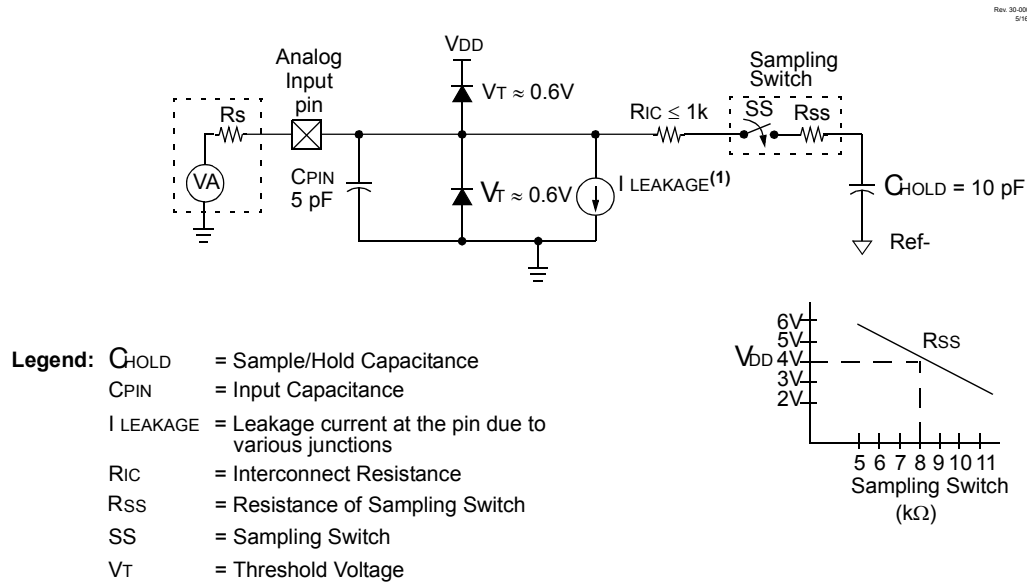 Rev. 30-00
5/16
VDD
Analog
Input
pin
Sampling
Switch
VT ≈ 0.6V
RIC ≤ 1k
SS
Rss
Rs
VA
CPIN
5 pF
VT ≈ 0.6V
I LEAKAGE(1)
CHOLD = 10 pF
Ref-
6V
5V
VDD 4V
3V
2V
RSS
5 6 7 8 9 10 11
Sampling Switch
(kΩ)
Legend: CHOLD = Sample/Hold Capacitance
CPIN = Input Capacitance
I LEAKAGE = Leakage current at the pin due to
various junctions
RIC = Interconnect Resistance
RSS = Resistance of Sampling Switch
SS = Sampling Switch
VT = Threshold Voltage